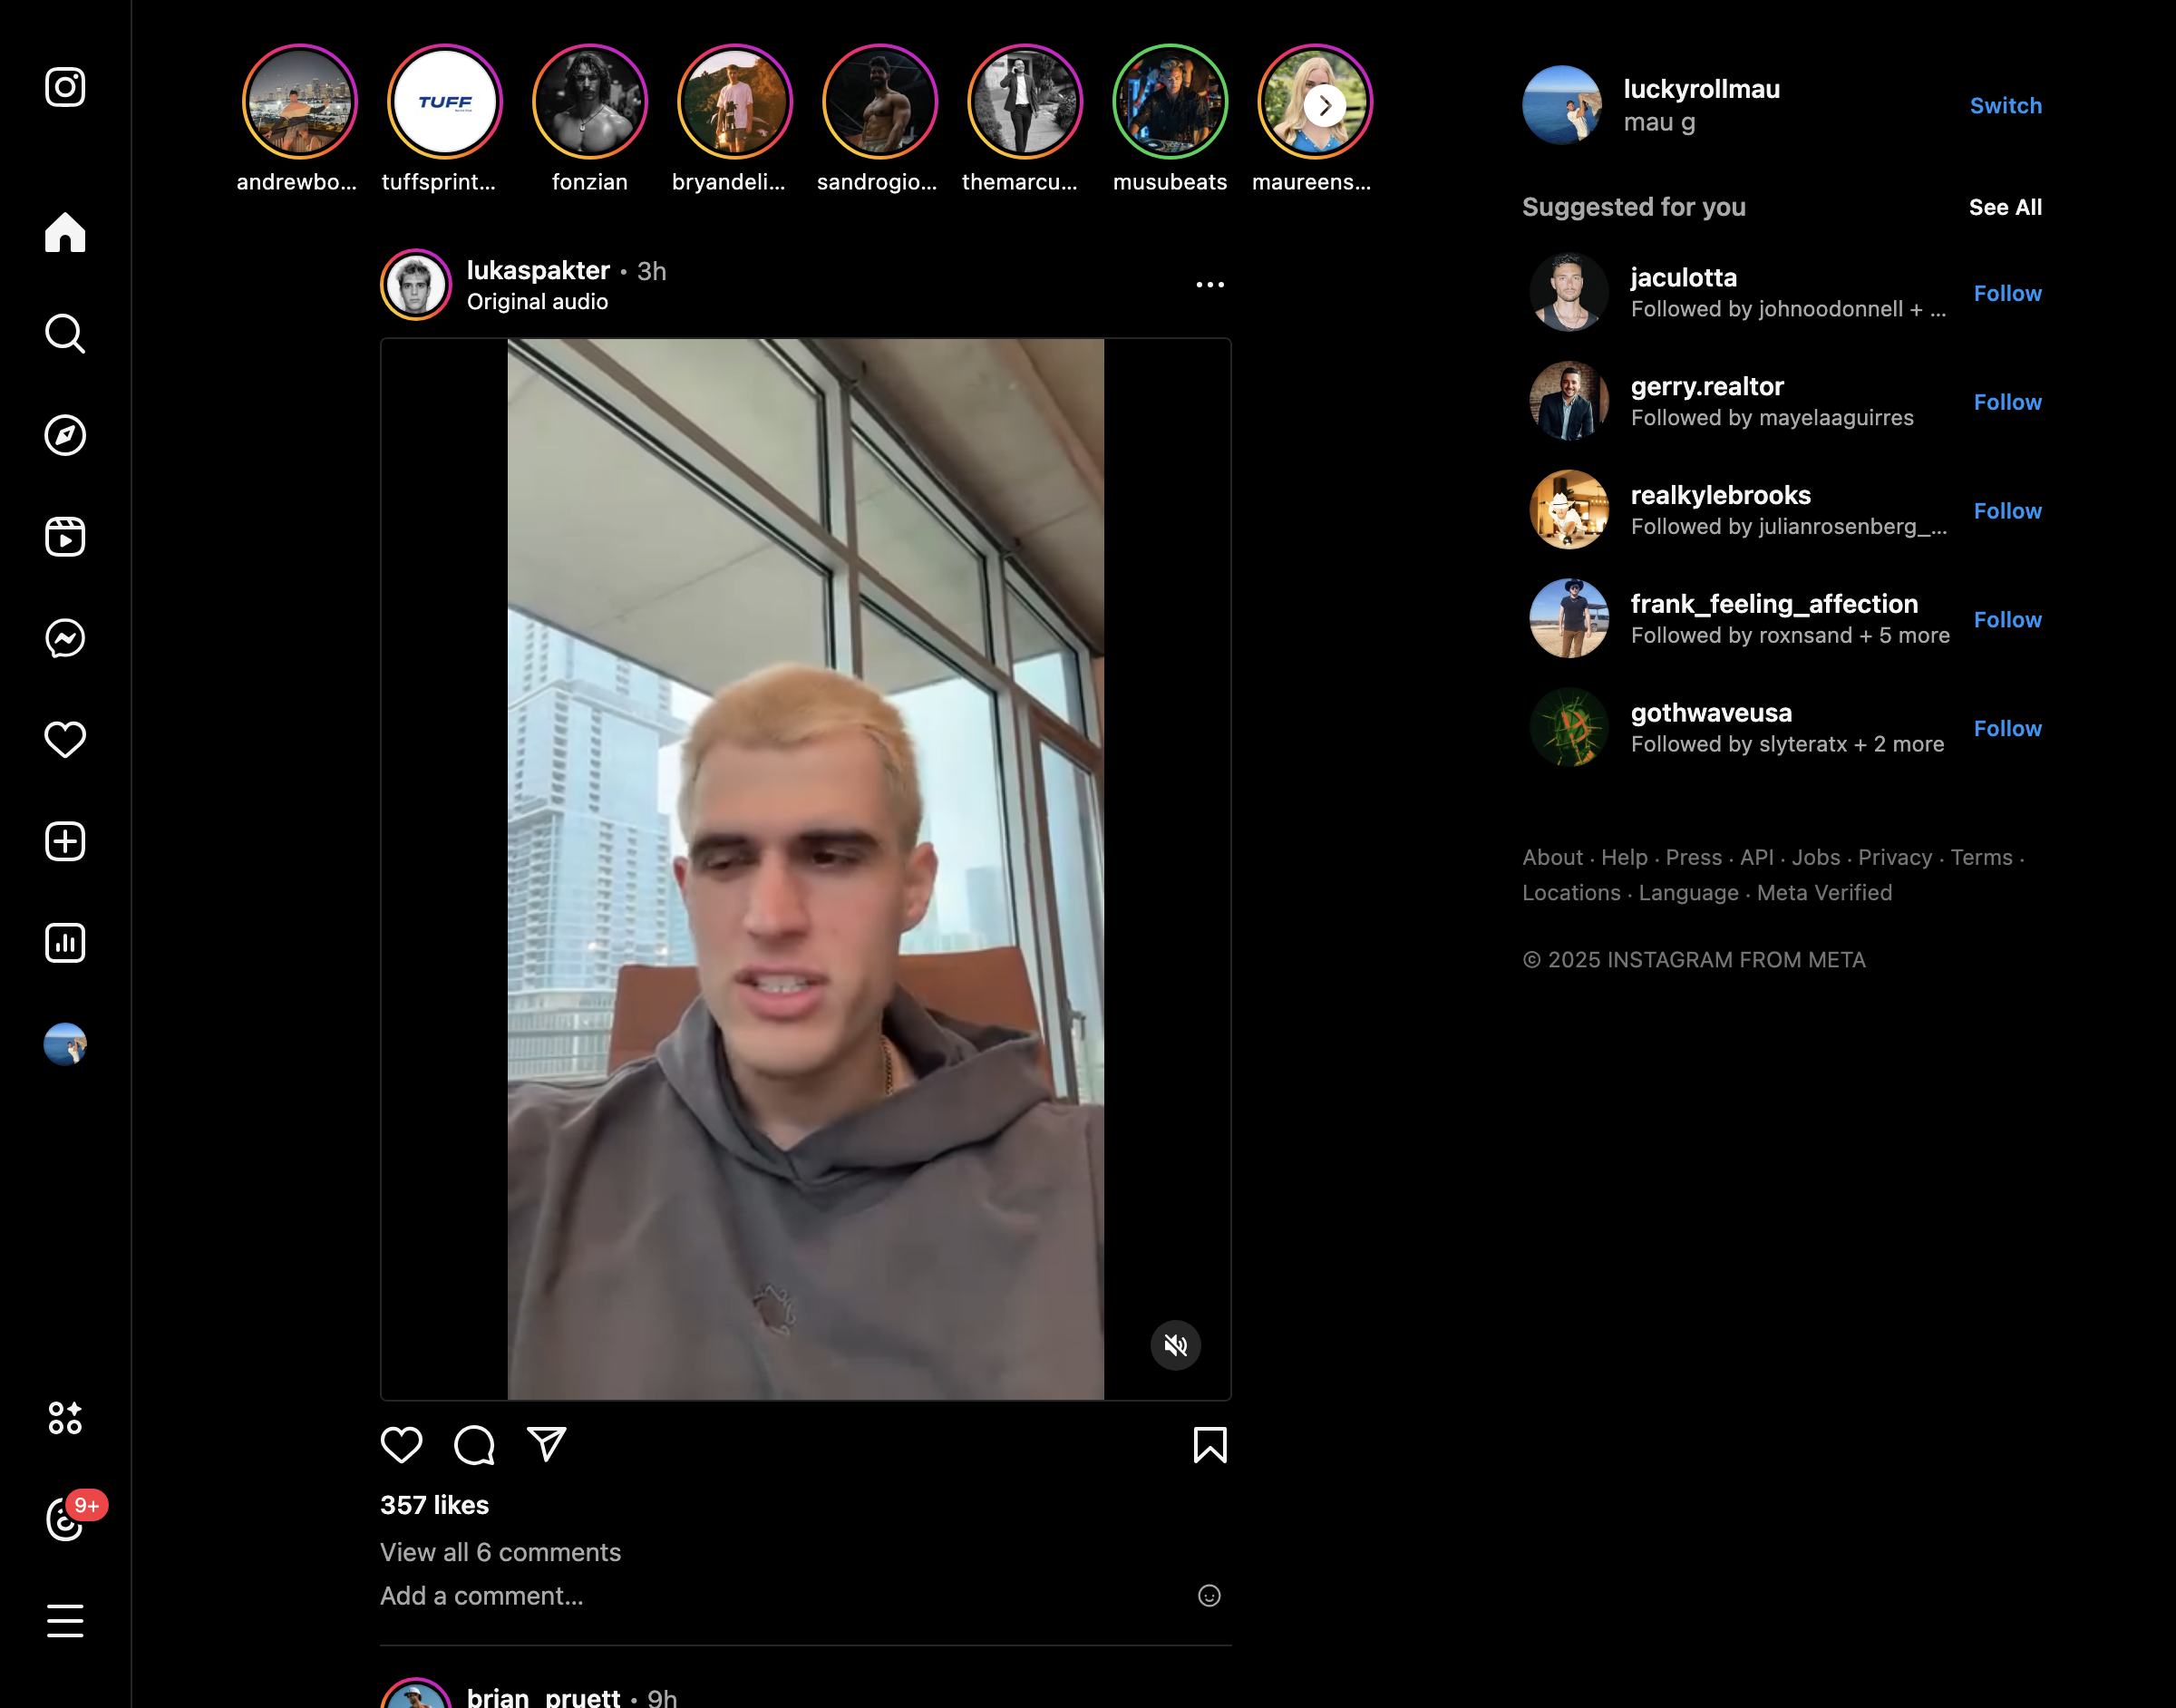 TUFF
andrewbo...
tuffsprint...
fonzian
bryandeli...
sandrogio...
themarcu...
musubeats
maureens...
luckyrollmau
mau g
Switch
Suggested for you
See All
lukaspakter • 3h
Original audio
jaculotta
Followed by johnoodonnell + ...
Follow
gerry.realtor
Followed by mayelaaguirres
Follow
realkylebrooks
Followed by julianrosenberg_...
Follow
frank_feeling_affection
Followed by roxnsand + 5 more
Follow
gothwaveusa
Followed by slyteratx + 2 more
Follow
About · Help · Press · API · Jobs · Privacy · Terms ·
Locations · Language · Meta Verified
© 2025 INSTAGRAM FROM META
357 likes
View all 6 comments
Add a comment...
9+
brian_pruett • 9h